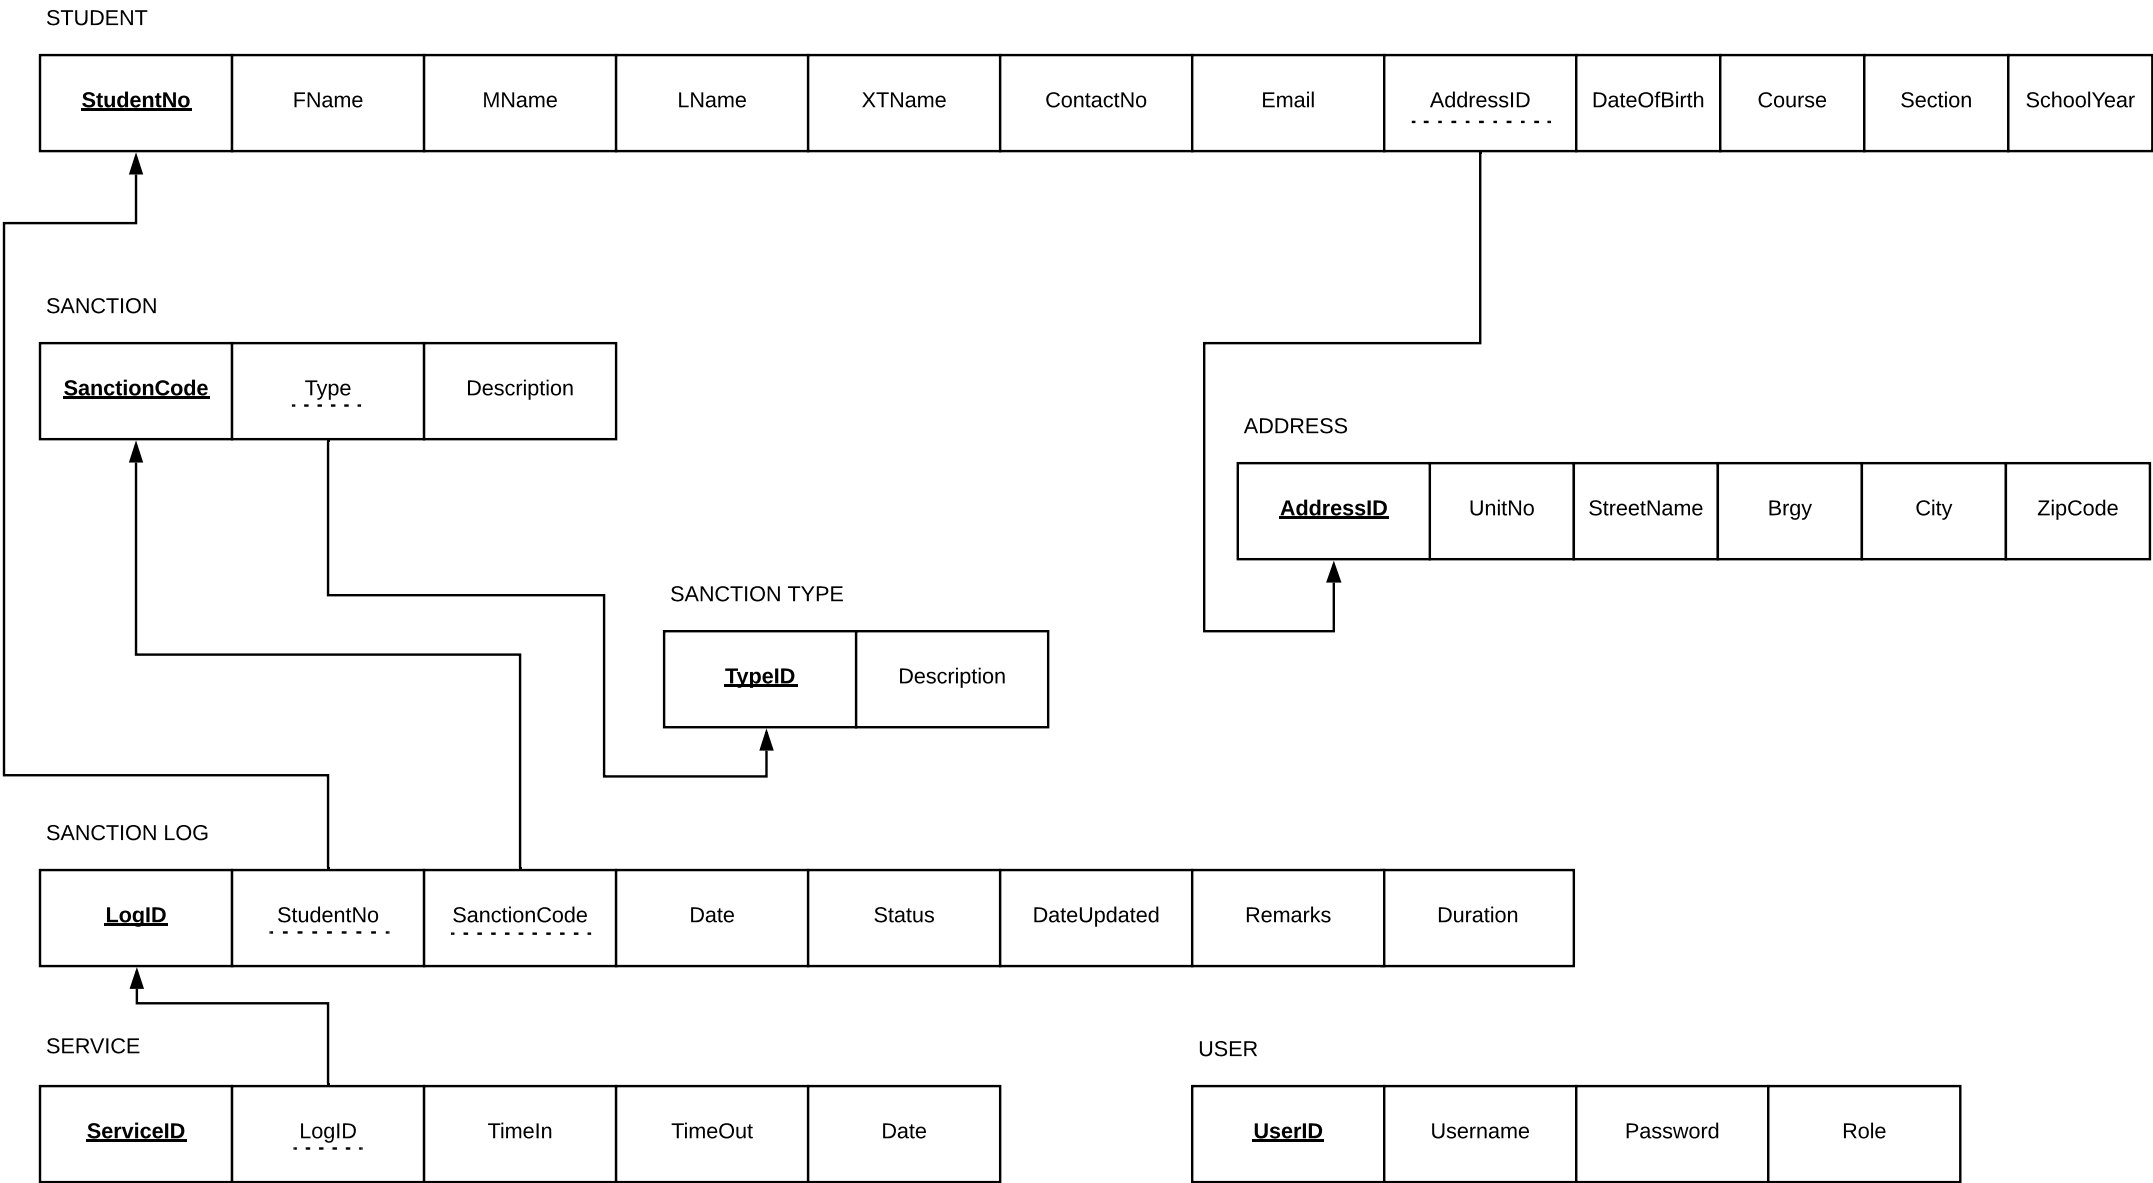 STUDENT
StudentNo FName MName LName XTName ContactNo Email AddressID DateOfBirth Course Section SchoolYear
SANCTION
SanctionCode Type Description
ADDRESS
AddressID UnitNo StreetName Brgy City ZipCode
SANCTION TYPE
TypeID Description
SANCTION LOG
LogID StudentNo SanctionCode Date Status DateUpdated Remarks Duration
SERVICE
ServiceID LogID TimeIn TimeOut Date
USER
UserID Username Password Role